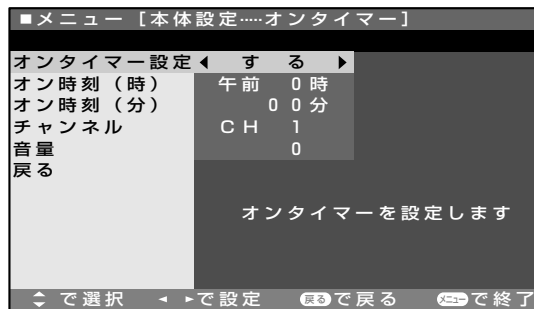 ■メニュー [本体設定‥‥オンタイマー]
オンタイマー設定 ◀ する ▶
オン時刻（時） 午前 0時
オン時刻（分） 00分
チャンネル CH 1
音量 0
戻る
オンタイマーを設定します
で選択 ◀ ▶で設定 戻るで戻る メニューで終了